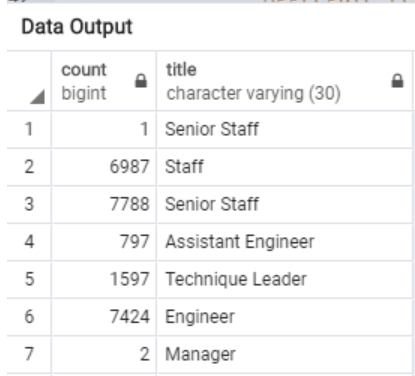 Data Output
count title
bigint character varying (30)
1 1 Senior Staff
2 6987 Staff
3 7788 Senior Staff
4 797 Assistant Engineer
5 1597 Technique Leader
6 7424 Engineer
7 2 Manager